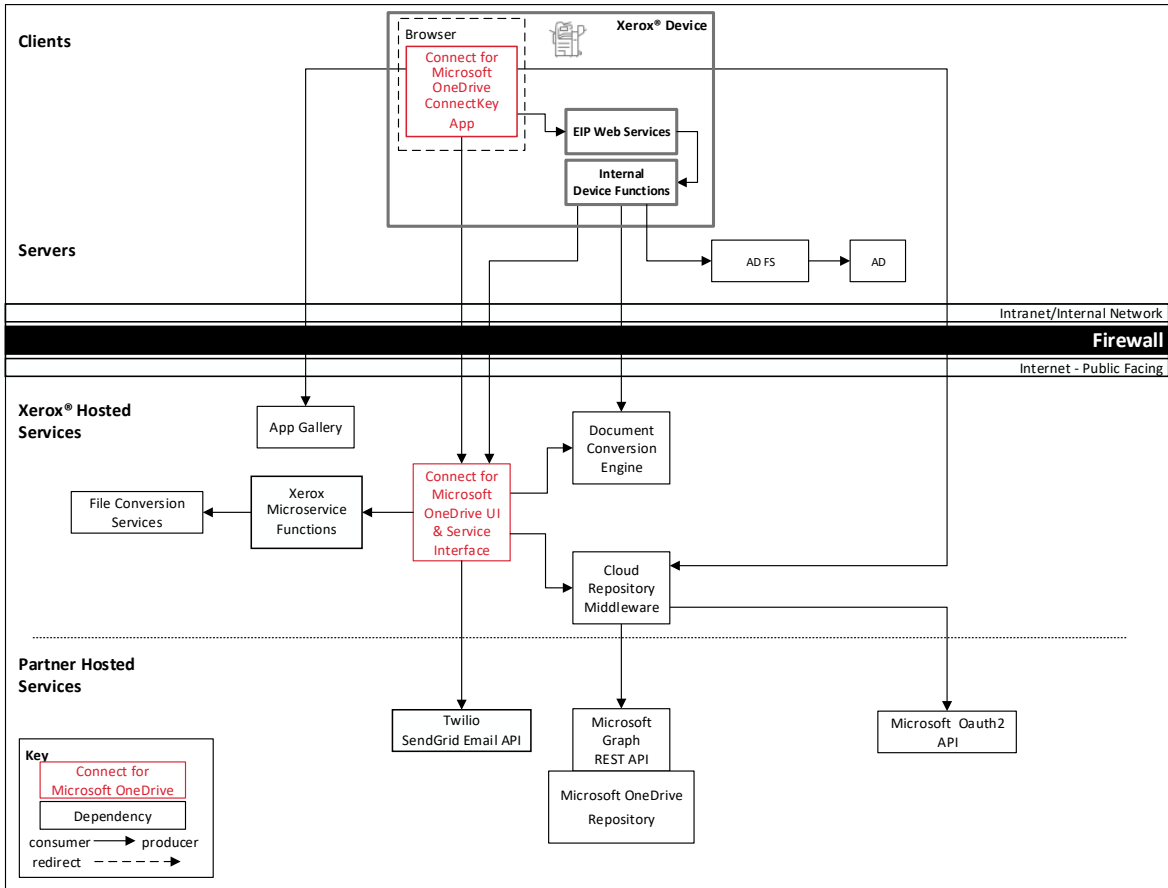 Clients
Xerox® Device
Browser
Connect for
Microsoft
OneDrive
ConnectKey
App
EIP Web Services
Internal
Device Functions
Servers
AD FS
AD
Intranet/Internal Network
Firewall
Internet - Public Facing
Xerox® Hosted
Services
App Gallery
Document
Conversion
Engine
File Conversion
Services
Xerox
Microservice
Functions
Connect for
Microsoft
OneDrive UI
& Service
Interface
Cloud
Repository
Middleware
Partner Hosted
Services
Twilio
SendGrid Email API
Microsoft
Graph
REST API
Microsoft OneDrive
Repository
Microsoft Oauth2
API
Key
Connect for
Microsoft OneDrive
Dependency
consumer producer
redirect